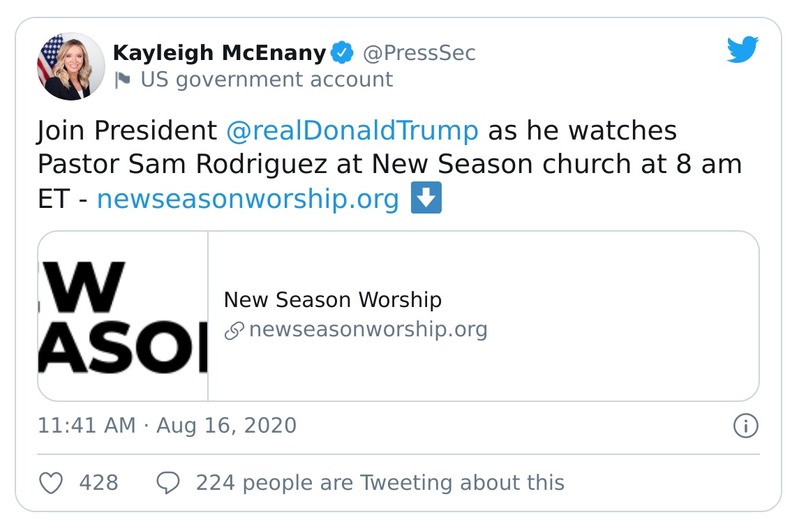 Kayleigh McEnany @PressSec
US government account
Join President @realDonaldTrump as he watches
Pastor Sam Rodriguez at New Season church at 8 am
ET - newseasonworship.org ⬇️
W
ASO
New Season Worship
newseasonworship.org
11:41 AM · Aug 16, 2020
428 224 people are Tweeting about this